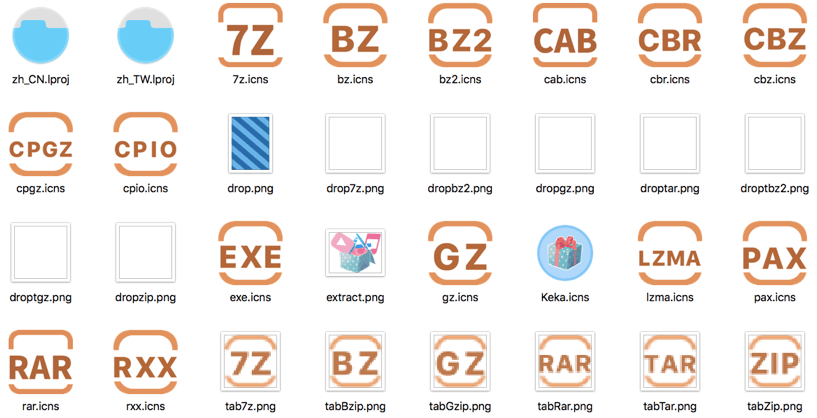 7Z
BZ
BZ2
CAB
CBR
CBZ
zh_CN.lproj
zh_TW.lproj
7z.icns
bz.icns
bz2.icns
cab.icns
cbr.icns
cbz.icns
CPGZ
CPIO
cpgz.icns
cpio.icns
drop.png
drop7z.png
dropbz2.png
dropgz.png
droptar.png
droptbz2.png
EXE
GZ
LZMA
PAX
droptgz.png
dropzip.png
exe.icns
extract.png
gz.icns
Keka.icns
lzma.icns
pax.icns
RAR
RXX
7Z
BZ
GZ
RAR
TAR
ZIP
rar.icns
rxx.icns
tab7z.png
tabBzip.png
tabGzip.png
tabRar.png
tabTar.png
tabZip.png